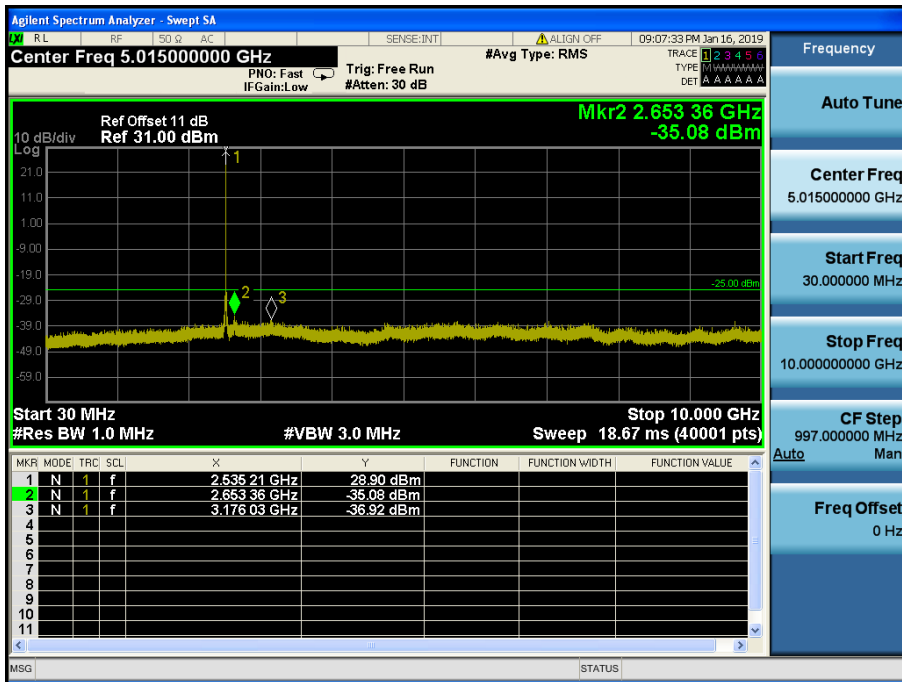 Agilent Spectrum Analyzer - Swept SA
LXI RL RF 50 Ω AC SENSE:INT ALIGN OFF 09:07:33 PM Jan 16, 2019
Center Freq 5.015000000 GHz
#Avg Type: RMS
TRACE 1 2 3 4 5 6
PNO: Fast Trig: Free Run
TYPE M W W W W W
IFGain:Low #Atten: 30 dB
DET A A A A A A
Mkr2 2.653 36 GHz
Ref Offset 11 dB
-35.08 dBm
10 dB/div Ref 31.00 dBm
Log
1
21.0
11.0
1.00
-9.00
-19.0
-25.00 dBm
2 3
-29.0
-39.0
-49.0
-59.0
Start 30 MHz Stop 10.000 GHz
#Res BW 1.0 MHz #VBW 3.0 MHz Sweep 18.67 ms (40001 pts)
MKR MODE TRC SCL X Y FUNCTION FUNCTION WIDTH FUNCTION VALUE
1 N 1 f 2.535 21 GHz 28.90 dBm
2 N 1 f 2.653 36 GHz -35.08 dBm
3 N 1 f 3.176 03 GHz -36.92 dBm
4
5
6
7
8
9
10
11
MSG STATUS
Frequency
Auto Tune
Center Freq
5.015000000 GHz
Start Freq
30.000000 MHz
Stop Freq
10.000000000 GHz
CF Step
997.000000 MHz
Auto Man
Freq Offset
0 Hz